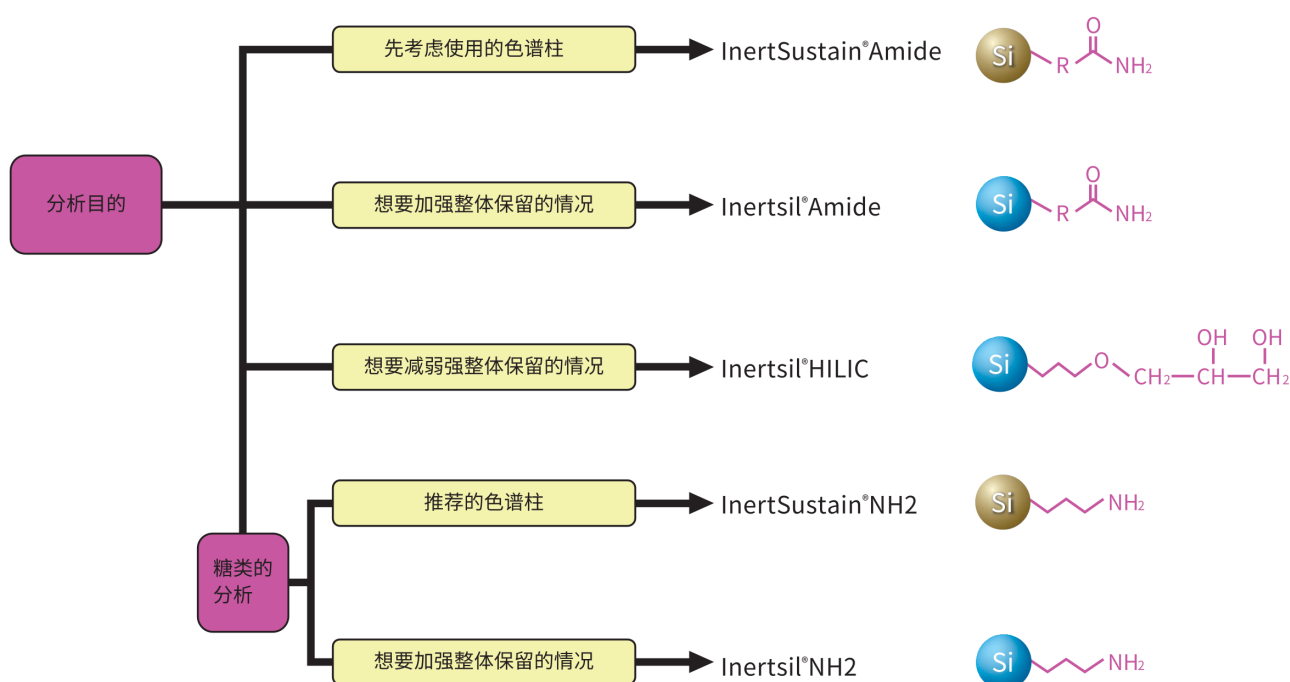 先考虑使用的色谱柱
InertSustain®Amide
Si
R
O
NH₂
分析目的
想要加强整体保留的情况
Inertsil®Amide
Si
R
O
NH₂
想要减弱强整体保留的情况
Inertsil®HILIC
Si
O
OH OH
CH₂—CH—CH₂
推荐的色谱柱
InertSustain®NH2
Si
NH₂
糖类的
分析
想要加强整体保留的情况
Inertsil®NH2
Si
NH₂